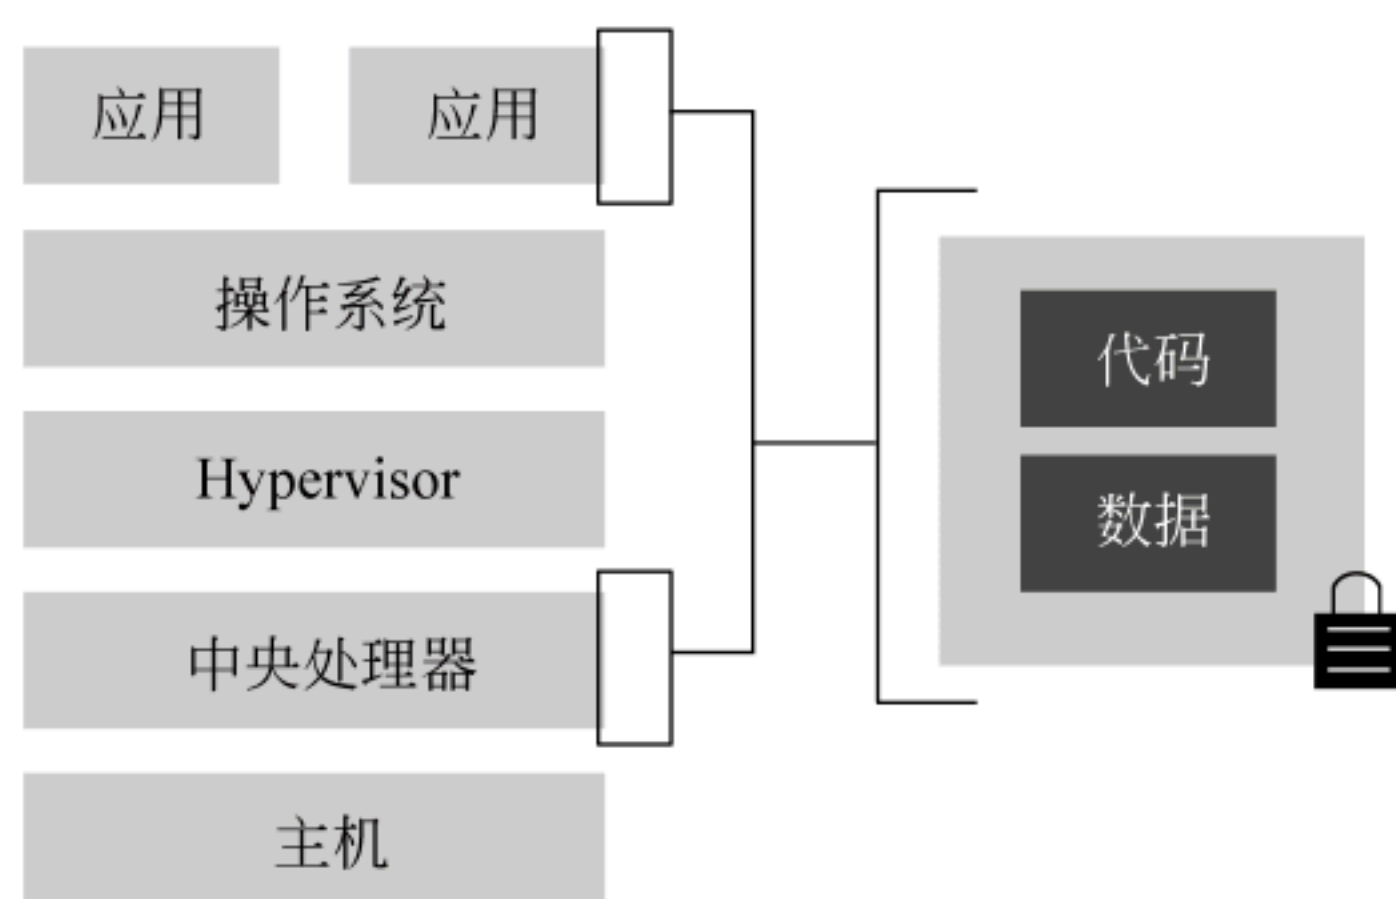 应用
应用
操作系统
Hypervisor
中央处理器
主机
代码
数据